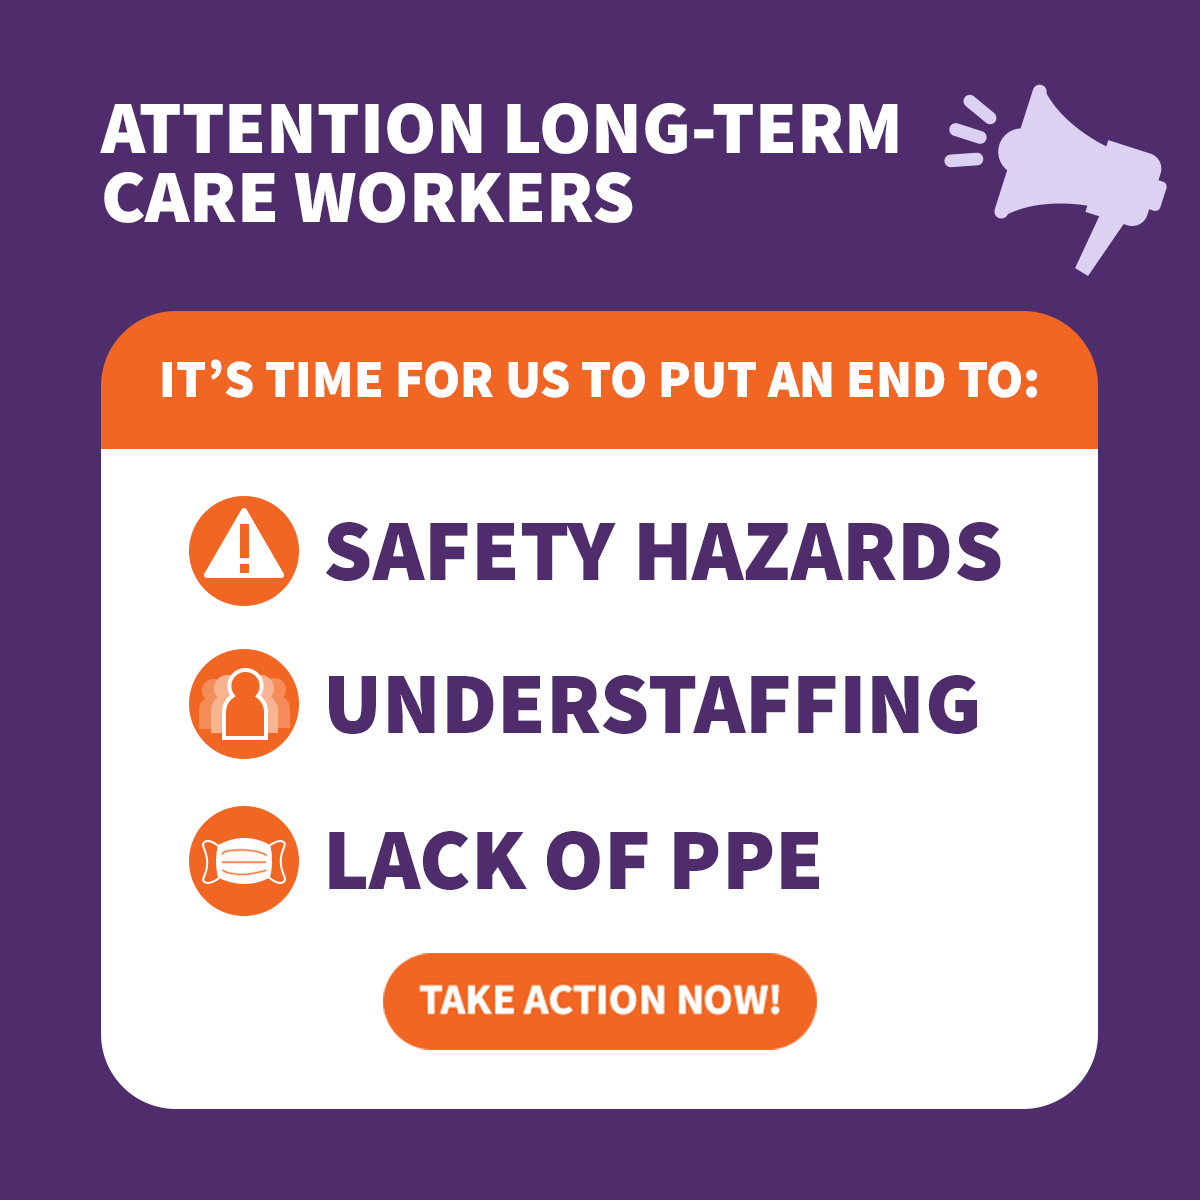 ATTENTION LONG-TERM
CARE WORKERS
IT’S TIME FOR US TO PUT AN END TO:
SAFETY HAZARDS
UNDERSTAFFING
LACK OF PPE
TAKE ACTION NOW!